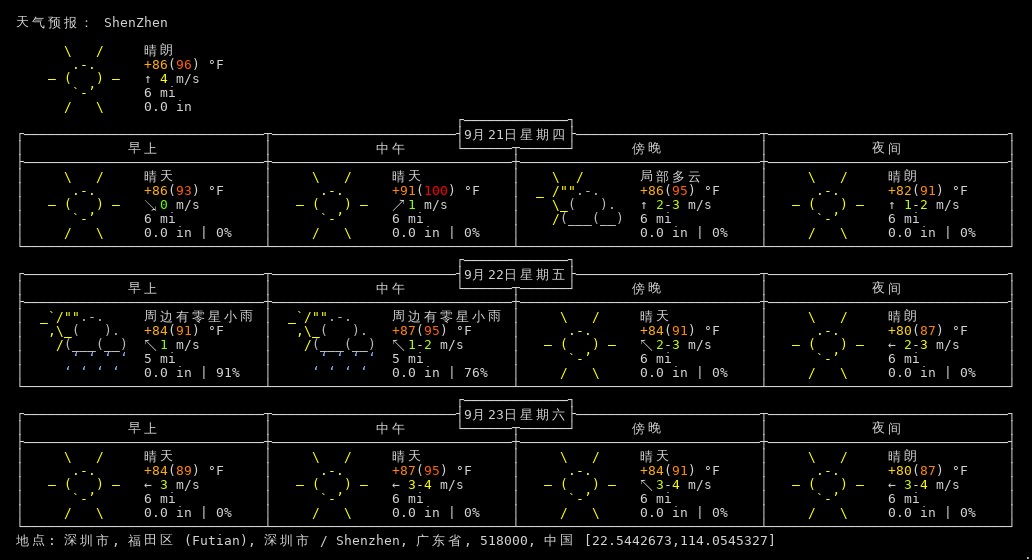 天气预报： ShenZhen
晴朗
+86(96) °F
↑ 4 m/s
6 mi
0.0 in
9月21日星期四
早上 中午 傍晚 夜间
晴天 晴天 局部多云 晴朗
+86(93) °F +91(100) °F +86(95) °F +82(91) °F
↘ 0 m/s ↗ 1 m/s ↑ 2-3 m/s ↑ 1-2 m/s
6 mi 6 mi 6 mi 6 mi
0.0 in | 0% 0.0 in | 0% 0.0 in | 0% 0.0 in | 0%
9月22日星期五
早上 中午 傍晚 夜间
周边有零星小雨 周边有零星小雨 晴天 晴朗
+84(91) °F +87(95) °F +84(91) °F +80(87) °F
↖ 1 m/s ↖ 1-2 m/s ↖ 2-3 m/s ← 2-3 m/s
5 mi 5 mi 6 mi 6 mi
0.0 in | 91% 0.0 in | 76% 0.0 in | 0% 0.0 in | 0%
9月23日星期六
早上 中午 傍晚 夜间
晴天 晴天 晴天 晴朗
+84(89) °F +87(95) °F +84(91) °F +80(87) °F
← 3 m/s ← 3-4 m/s ↖ 3-4 m/s ← 3-4 m/s
6 mi 6 mi 6 mi 6 mi
0.0 in | 0% 0.0 in | 0% 0.0 in | 0% 0.0 in | 0%
地点: 深圳市, 福田区 (Futian), 深圳市 / Shenzhen, 广东省, 518000, 中国 [22.5442673,114.0545327]